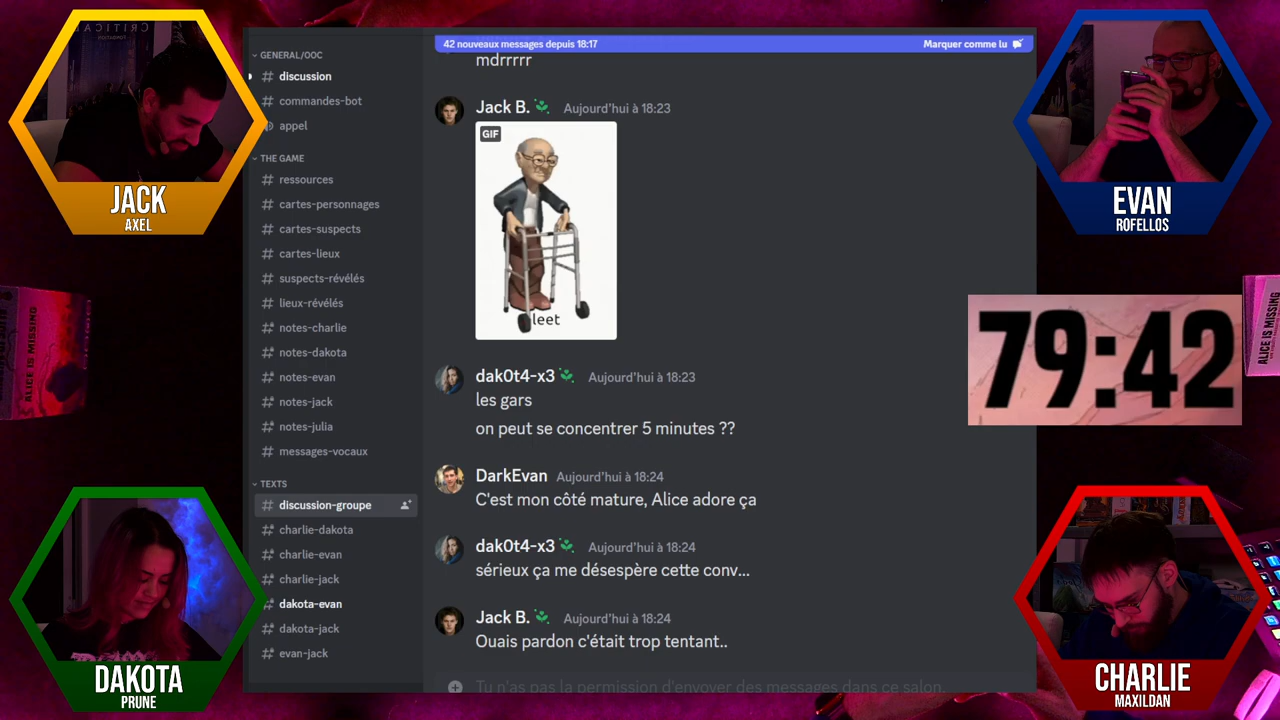 JACK
AXEL
EVAN
ROFELLOS
DAKOTA
PRUNE
CHARLIE
MAXILDAN
79:42
ALICE IS MISSING
ALICE IS MISSING
GENERAL/OOC
discussion
commandes-bot
appel
THE GAME
ressources
cartes-personnages
cartes-suspects
cartes-lieux
suspects-révélés
lieux-révélés
notes-charlie
notes-dakota
notes-evan
notes-jack
notes-julia
messages-vocaux
TEXTS
discussion-groupe
charlie-dakota
charlie-evan
charlie-jack
dakota-evan
dakota-jack
evan-jack
42 nouveaux messages depuis 18:17
Marquer comme lu
mdrrrrr
Jack B. Aujourd'hui à 18:23
GIF
leet
dak0t4-x3 Aujourd'hui à 18:23
les gars
on peut se concentrer 5 minutes ??
DarkEvan Aujourd'hui à 18:24
C'est mon côté mature, Alice adore ça
dak0t4-x3 Aujourd'hui à 18:24
sérieux ça me désespère cette conv...
Jack B. Aujourd'hui à 18:24
Ouais pardon c'était trop tentant..
Tu n'as pas la permission d'envoyer des messages dans ce salon.